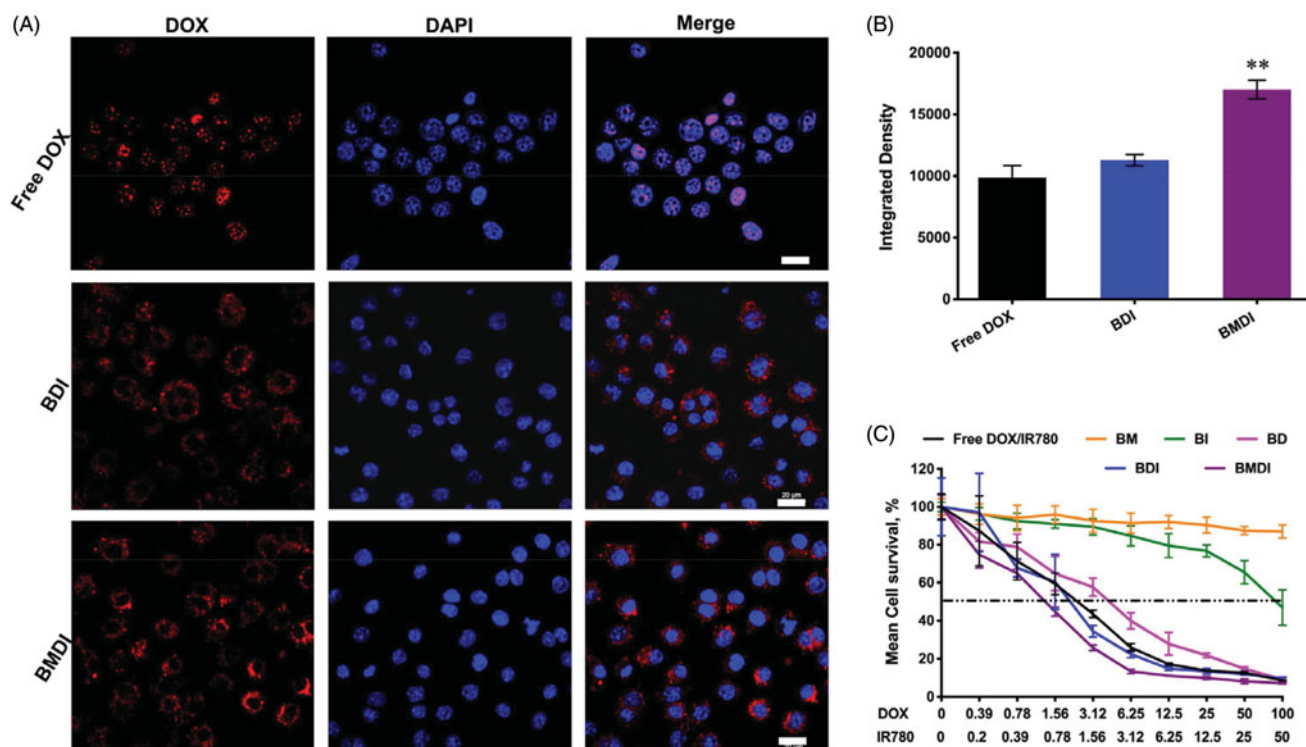 (A)
DOX
DAPI
Merge
Free DOX
BDI
20 μm
BMDI
(B)
Integrated Density
20000
15000
10000
5000
0
**
Free DOX
BDI
BMDI
(C)
Free DOX/IR780
BM
BI
BD
BDI
BMDI
Mean Cell survival, %
120
100
80
60
40
20
0
DOX 0 0.39 0.78 1.56 3.12 6.25 12.5 25 50 100
IR780 0 0.2 0.39 0.78 1.56 3.12 6.25 12.5 25 50